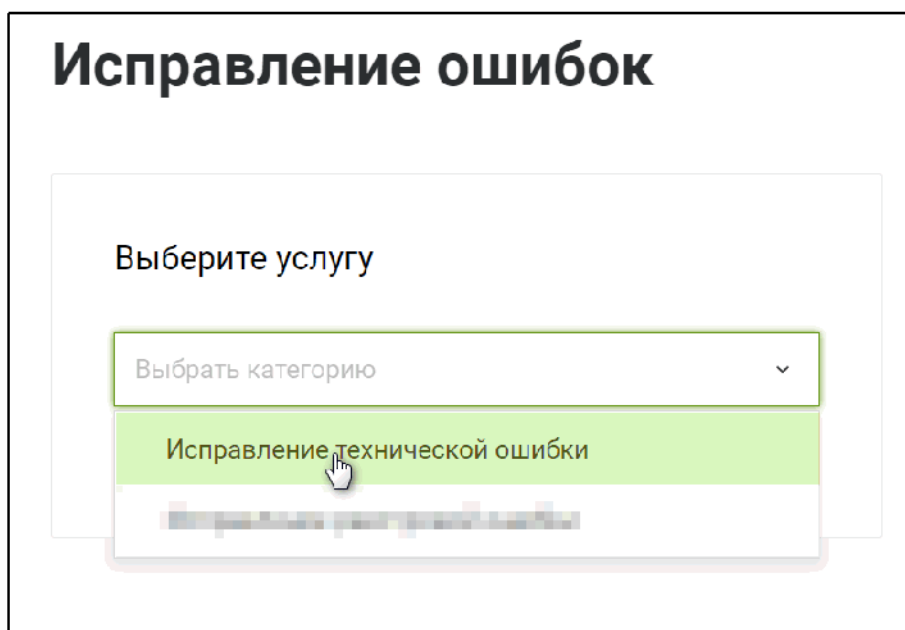 Исправление ошибок
Выберите услугу
Выбрать категорию
Исправление технической ошибки